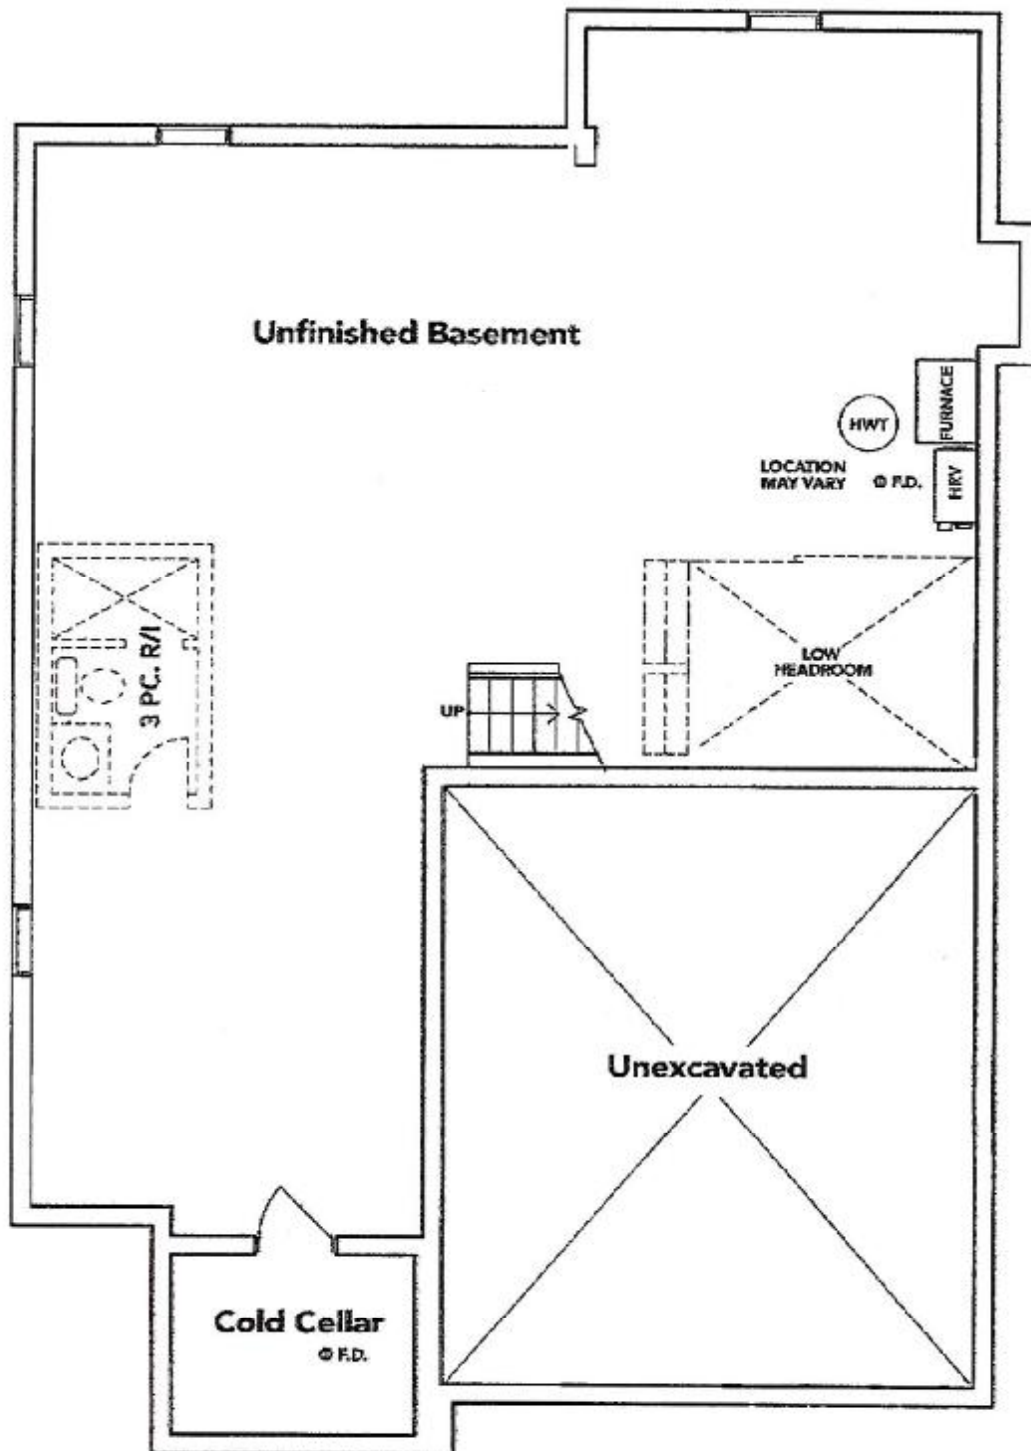 Unfinished Basement
FURNACE
HWT
LOCATION
MAY VARY
F.D.
HRV
3 PC. R/I
LOW
HEADROOM
UP
Unexcavated
Cold Cellar
F.D.